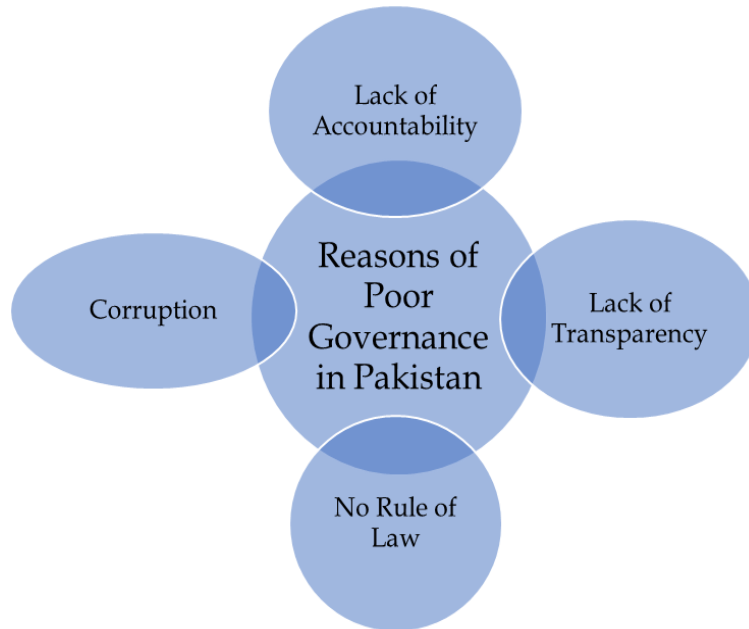 Lack of
Accountability
Reasons of
Poor
Governance
in Pakistan
Corruption
Lack of
Transparency
No Rule of
Law